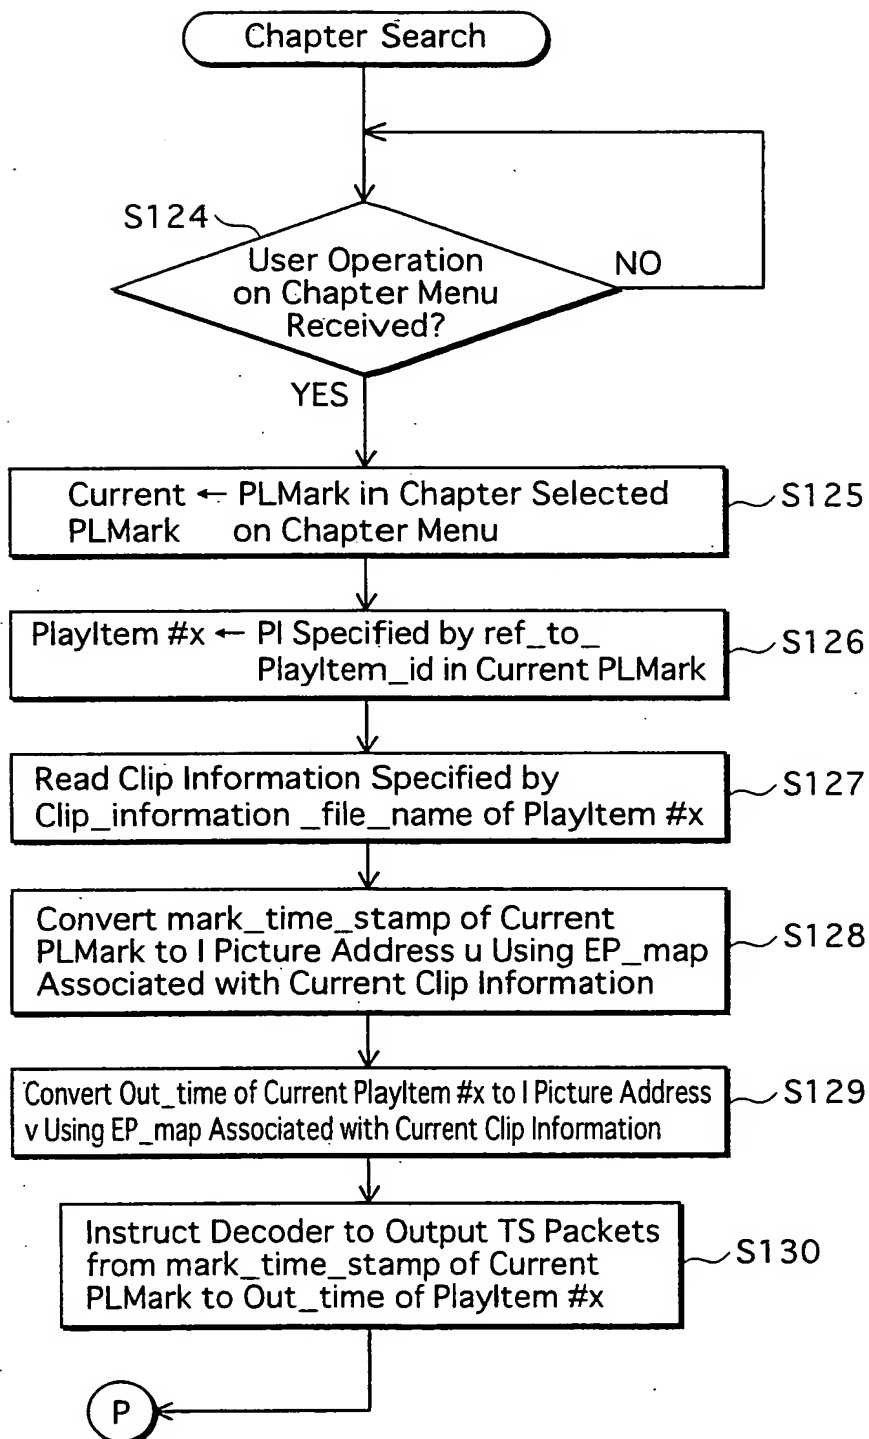 Chapter Search
S124
User Operation
on Chapter Menu
Received?
NO
YES
Current ← PLMark in Chapter Selected
PLMark on Chapter Menu
S125
PlayItem #x ← PI Specified by ref_to_
PlayItem_id in Current PLMark
S126
Read Clip Information Specified by
Clip_information _file_name of PlayItem #x
S127
Convert mark_time_stamp of Current
PLMark to I Picture Address u Using EP_map
Associated with Current Clip Information
S128
Convert Out_time of Current PlayItem #x to I Picture Address
v Using EP_map Associated with Current Clip Information
S129
Instruct Decoder to Output TS Packets
from mark_time_stamp of Current
PLMark to Out_time of PlayItem #x
S130
P